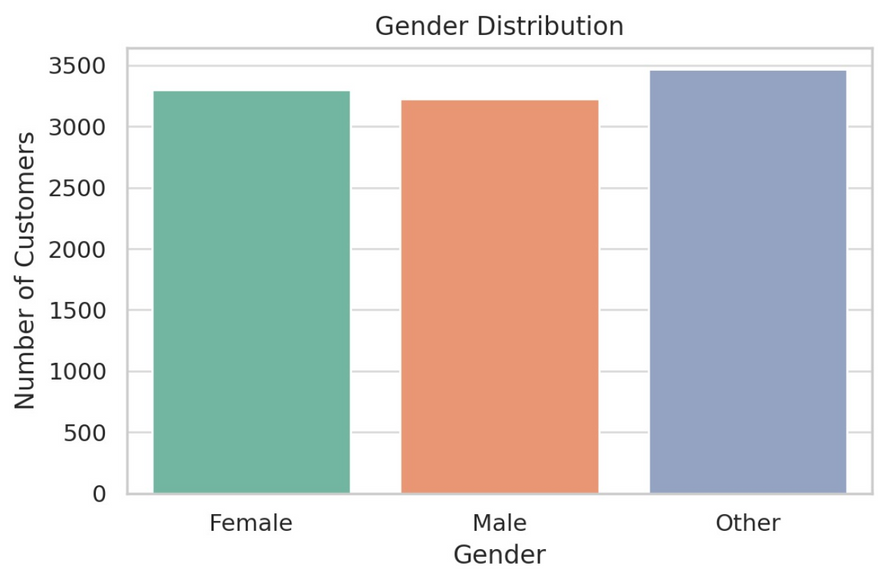 Gender Distribution
Number of Customers
3500
3000
2500
2000
1500
1000
500
0
Female Male Other
Gender